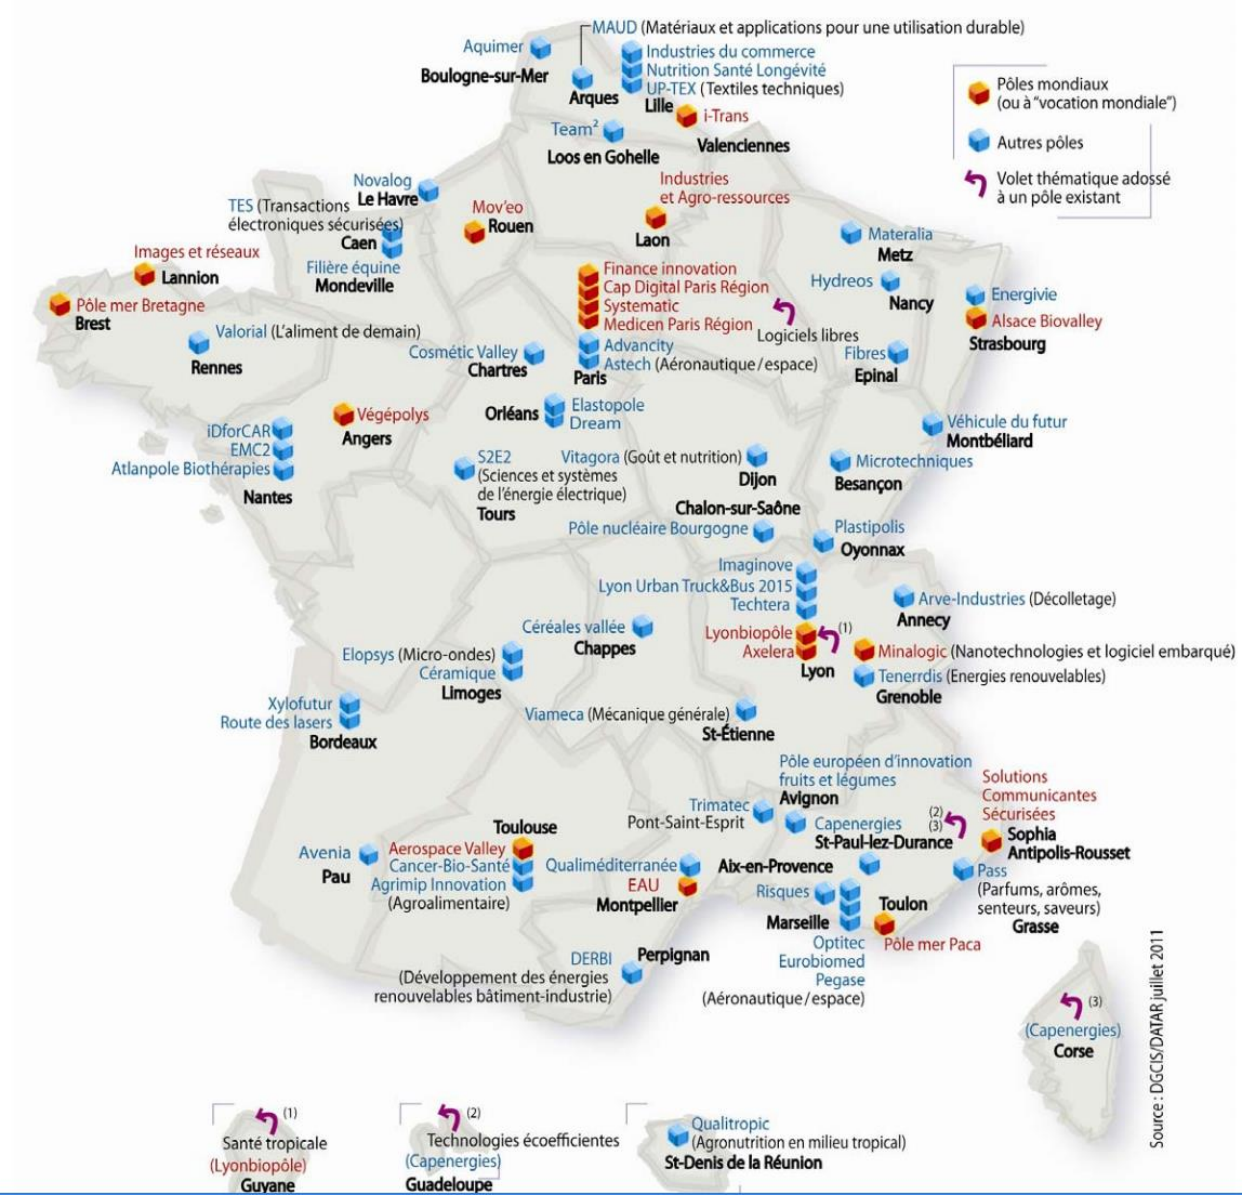 MAUD (Matériaux et applications pour une utilisation durable)
Aquimer
Boulogne-sur-Mer
Arques
Industries du commerce
Nutrition Santé Longévité
UP-TEX (Textiles techniques)
Lille
i-Trans
Valenciennes
Team²
Loos en Gohelle
Pôles mondiaux
(ou à "vocation mondiale")
Autres pôles
Volet thématique adossé
à un pôle existant
Novalog
Le Havre
TES (Transactions
électroniques sécurisées)
Caen
Filière équine
Mondeville
Mov'eo
Rouen
Industries
et Agro-ressources
Laon
Materalia
Metz
Hydreos
Nancy
Energivie
Alsace Biovalley
Strasbourg
Images et réseaux
Lannion
Pôle mer Bretagne
Brest
Valorial (L'aliment de demain)
Rennes
Finance innovation
Cap Digital Paris Région
Systematic
Medicen Paris Région
Logiciels libres
Advancity
Astech (Aéronautique/espace)
Paris
Cosmétic Valley
Chartres
Fibres
Epinal
Végépolys
Angers
Orléans
Elastopole
Dream
Véhicule du futur
Montbéliard
iDforCAR
EMC2
Atlanpole Biothérapies
Nantes
S2E2
(Sciences et systèmes
de l'énergie électrique)
Tours
Vitagora (Goût et nutrition)
Dijon
Microtechniques
Besançon
Chalon-sur-Saône
Pôle nucléaire Bourgogne
Plastipolis
Oyonnax
Imaginove
Lyon Urban Truck&Bus 2015
Techtera
Lyonbiopôle
(1)
Axelera
Lyon
Arve-Industries (Décolletage)
Annecy
Céréales vallée
Chappes
Elopsys (Micro-ondes)
Céramique
Limoges
Minalogic (Nanotechnologies et logiciel embarqué)
Tenerrdis (Energies renouvelables)
Grenoble
Xylofutur
Route des lasers
Bordeaux
Viameca (Mécanique générale)
St-Étienne
Pôle européen d'innovation
fruits et légumes
Avignon
Trimatec
Pont-Saint-Esprit
Capenergies
St-Paul-lez-Durance
(2)
(3)
Solutions
Communicantes
Sécurisées
Sophia
Antipolis-Rousset
Toulouse
Aerospace Valley
Cancer-Bio-Santé
Agrimip Innovation
(Agroalimentaire)
Avenia
Pau
Qualiméditerranée
EAU
Montpellier
Aix-en-Provence
Risques
Marseille
Optitec
Eurobiomed
Pegase
(Aéronautique/espace)
Toulon
Pôle mer Paca
Pass
(Parfums, arômes,
senteurs, saveurs)
Grasse
DERBI
(Développement des énergies
renouvelables bâtiment-industrie)
Perpignan
(3)
(Capenergies)
Corse
Source : DGCIS/DATAR juillet 2011
(1)
Santé tropicale
(Lyonbiopôle)
Guyane
(2)
Technologies écoefficientes
(Capenergies)
Guadeloupe
Qualitropic
(Agronutrition en milieu tropical)
St-Denis de la Réunion